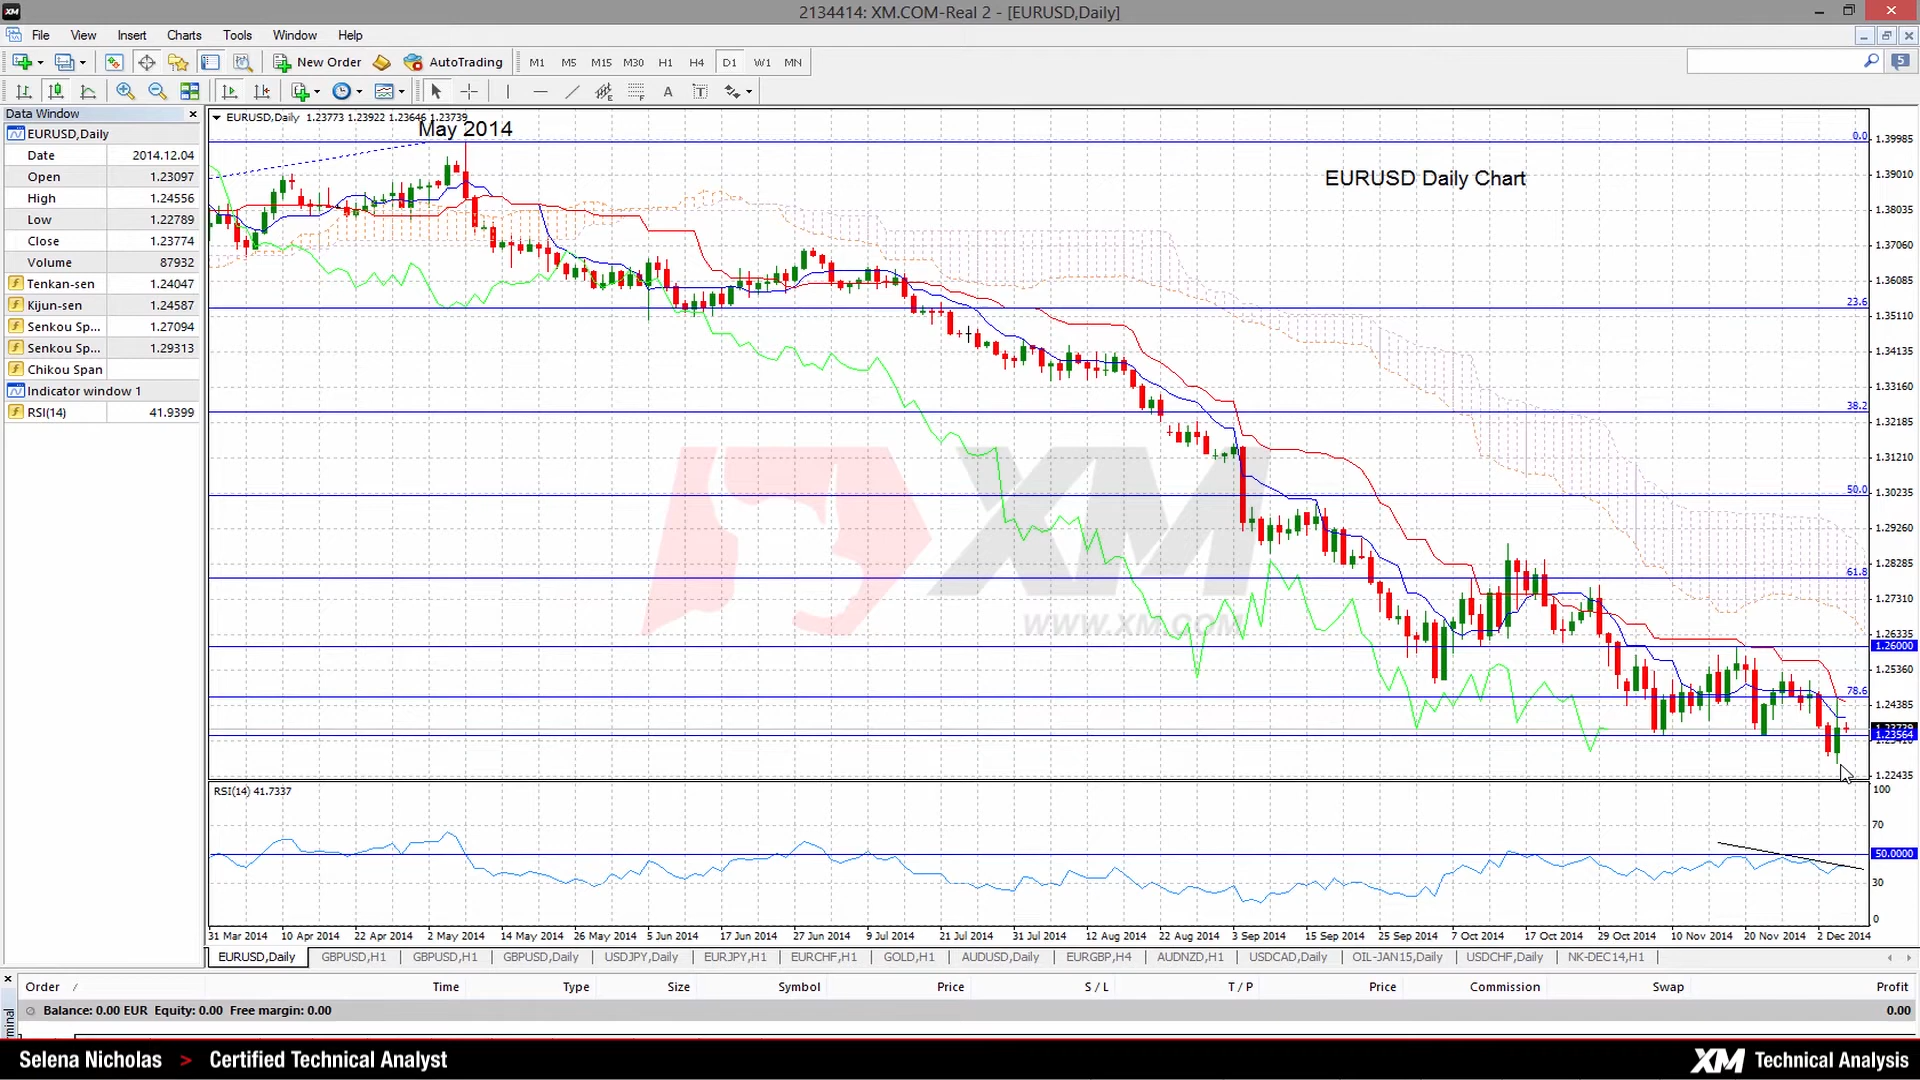 XM
2134414: XM.COM-Real 2 - [EURUSD,Daily]
File View Insert Charts Tools Window Help
New Order AutoTrading M1 M5 M15 M30 H1 H4 D1 W1 MN
5
A T
Data Window
EURUSD,Daily
Date 2014.12.04
Open 1.23097
High 1.24556
Low 1.22789
Close 1.23774
Volume 87932
Tenkan-sen 1.24047
Kijun-sen 1.24587
Senkou Sp... 1.27094
Senkou Sp... 1.29313
Chikou Span
Indicator window 1
RSI(14) 41.9399
EURUSD,Daily 1.23773 1.23922 1.23646 1.23739
May 2014
EURUSD Daily Chart
0.0
23.6
38.2
50.0
61.8
78.6
1.39985
1.39010
1.38035
1.37060
1.36085
1.35110
1.34135
1.33160
1.32185
1.31210
1.30235
1.29260
1.28285
1.27310
1.26335
1.26000
1.25360
1.24385
1.23739
1.23564
1.22435
XM
WWW.XM.COM
RSI(14) 41.7337
100
70
50.0000
30
0
31 Mar 2014 10 Apr 2014 22 Apr 2014 2 May 2014 14 May 2014 26 May 2014 5 Jun 2014 17 Jun 2014 27 Jun 2014 9 Jul 2014 21 Jul 2014 31 Jul 2014 12 Aug 2014 22 Aug 2014 3 Sep 2014 15 Sep 2014 25 Sep 2014 7 Oct 2014 17 Oct 2014 29 Oct 2014 10 Nov 2014 20 Nov 2014 2 Dec 2014
EURUSD,Daily GBPUSD,H1 GBPUSD,H1 GBPUSD,Daily USDJPY,Daily EURJPY,H1 EURCHF,H1 GOLD,H1 AUDUSD,Daily EURGBP,H4 AUDNZD,H1 USDCAD,Daily OIL-JAN15,Daily USDCHF,Daily NK-DEC14,H1
Order Time Type Size Symbol Price S / L T / P Price Commission Swap Profit
Balance: 0.00 EUR Equity: 0.00 Free margin: 0.00 0.00
Selena Nicholas > Certified Technical Analyst
XM Technical Analysis